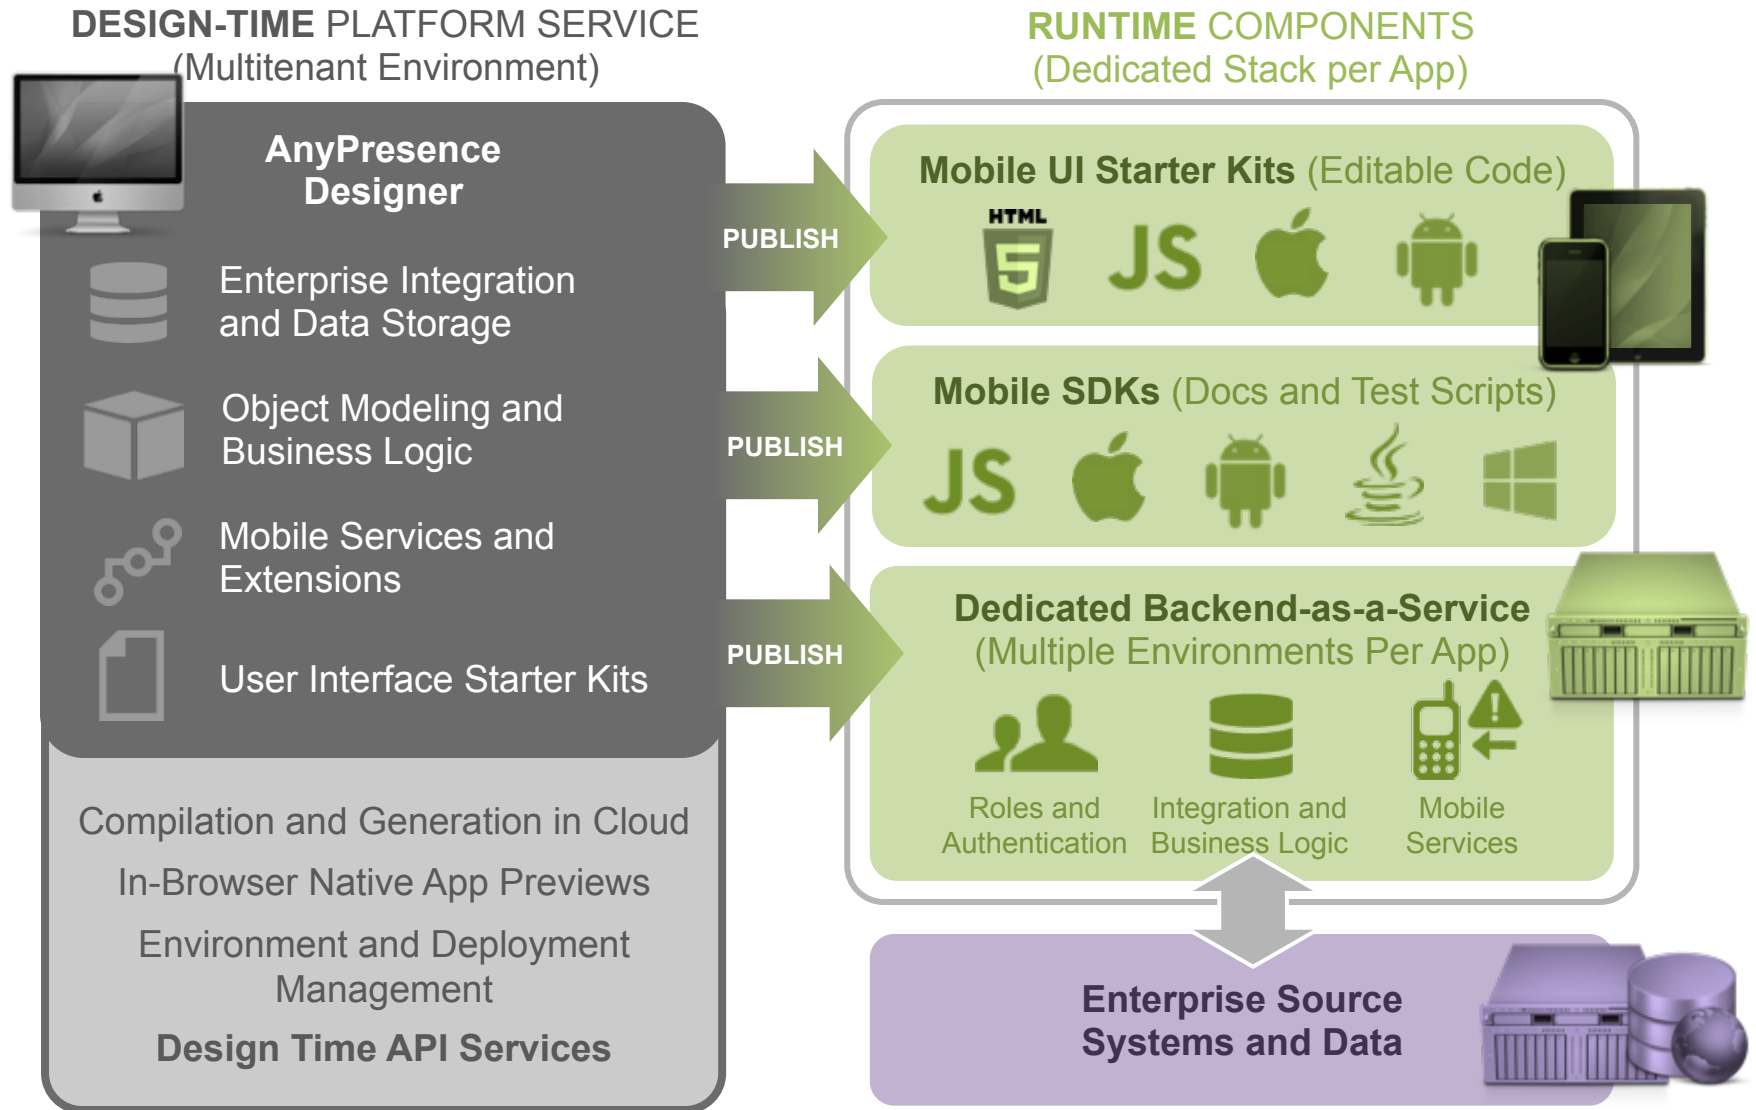 DESIGN-TIME PLATFORM SERVICE
(Multitenant Environment)
AnyPresence
Designer
Enterprise Integration
and Data Storage
Object Modeling and
Business Logic
Mobile Services and
Extensions
User Interface Starter Kits
Compilation and Generation in Cloud
In-Browser Native App Previews
Environment and Deployment
Management
Design Time API Services
PUBLISH
PUBLISH
PUBLISH
RUNTIME COMPONENTS
(Dedicated Stack per App)
Mobile UI Starter Kits (Editable Code)
HTML
5
JS
Mobile SDKs (Docs and Test Scripts)
JS
Dedicated Backend-as-a-Service
(Multiple Environments Per App)
Roles and
Authentication
Integration and
Business Logic
Mobile
Services
Enterprise Source
Systems and Data